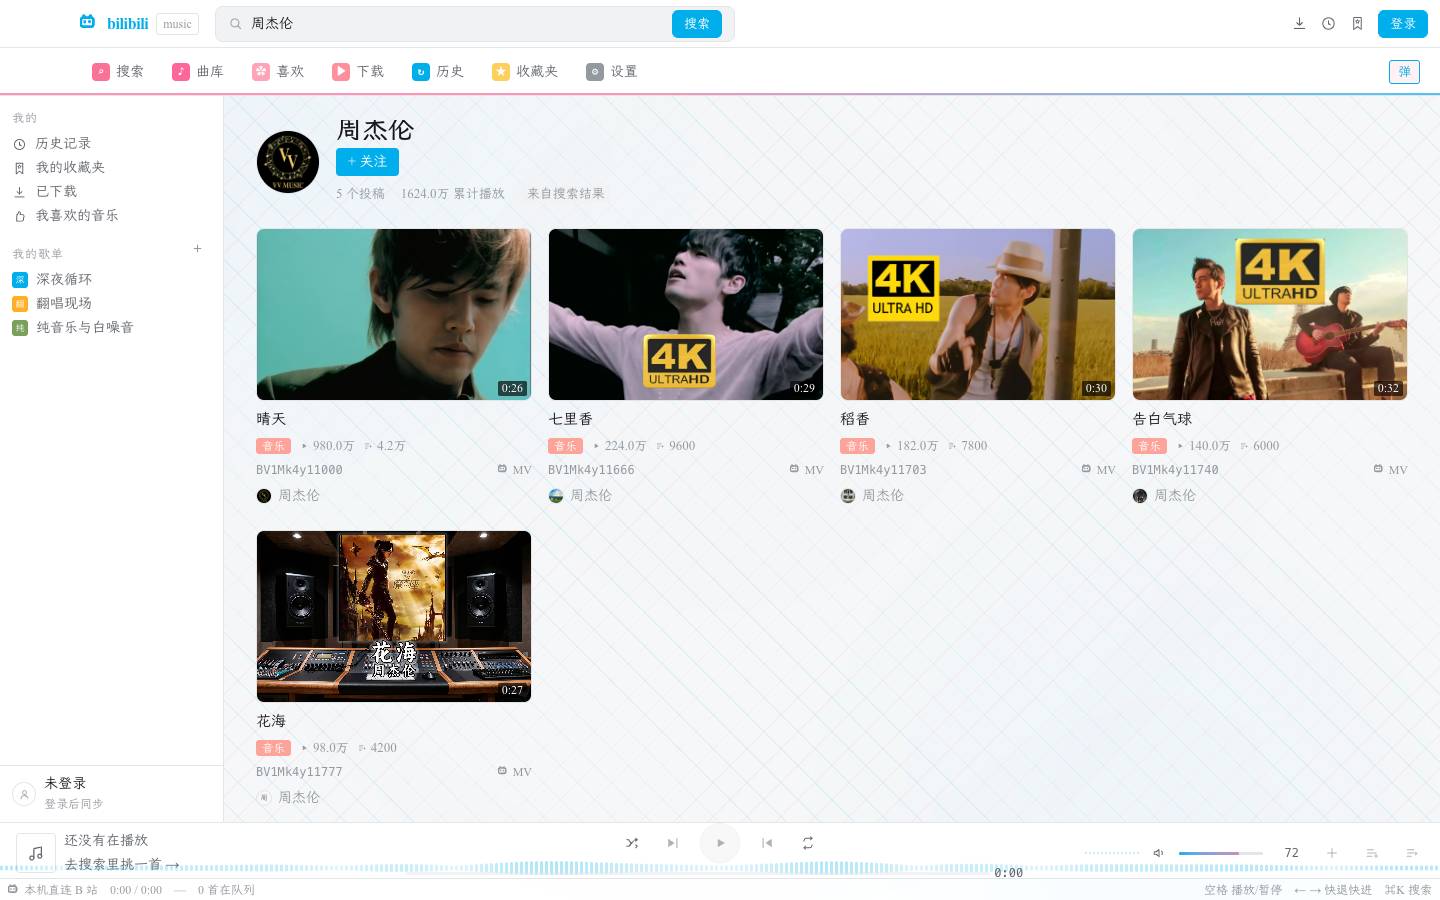 bilibili music 周杰伦 搜索 登录
搜索 曲库 喜欢 下载 历史 收藏夹 设置 弹
我的
历史记录
我的收藏夹
已下载
我喜欢的音乐
我的歌单 +
深 深夜循环
翻 翻唱现场
纯 纯音乐与白噪音
未登录
登录后同步
VV
VV MUSIC
周杰伦
+ 关注
5 个投稿 1624.0万 累计播放 来自搜索结果
0:26
4K
ULTRAHD
0:29
4K
ULTRA HD
0:30
4K
ULTRAHD
0:32
晴天
音乐 980.0万 4.2万
BV1Mk4y11000 MV
周杰伦
七里香
音乐 224.0万 9600
BV1Mk4y11666 MV
周杰伦
稻香
音乐 182.0万 7800
BV1Mk4y11703 MV
周杰伦
告白气球
音乐 140.0万 6000
BV1Mk4y11740 MV
周杰伦
花海
周杰伦
0:27
花海
音乐 98.0万 4200
BV1Mk4y11777 MV
周杰伦
还没有在播放
去搜索里挑一首 →
0:00
72
本机直连 B 站 0:00 / 0:00 — 0 首在队列
空格 播放/暂停 ← → 快退快进 ⌘K 搜索